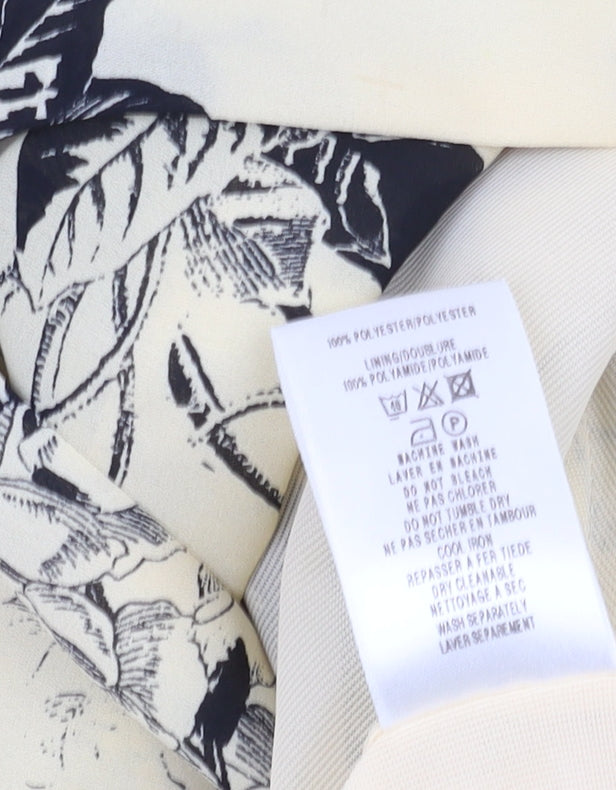 100% POLYESTER/POLYESTER
LINING/DOUBLURE
100% POLYAMIDE/POLYAMIDE
MACHINE WASH
LAVER EN MACHINE
DO NOT BLEACH
NE PAS CHLORER
DO NOT TUMBLE DRY
NE PAS SECHER EN TAMBOUR
COOL IRON
REPASSER A FER TIEDE
DRY CLEANABLE
NETTOYAGE A SEC
WASH SEPARATELY
LAVER SEPAREMENT